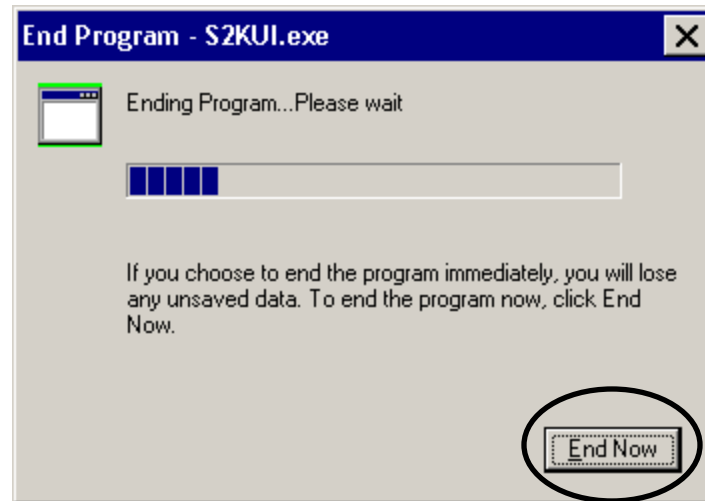 End Program - S2KUI.exe
Ending Program...Please wait
If you choose to end the program immediately, you will lose
any unsaved data. To end the program now, click End
Now.
End Now